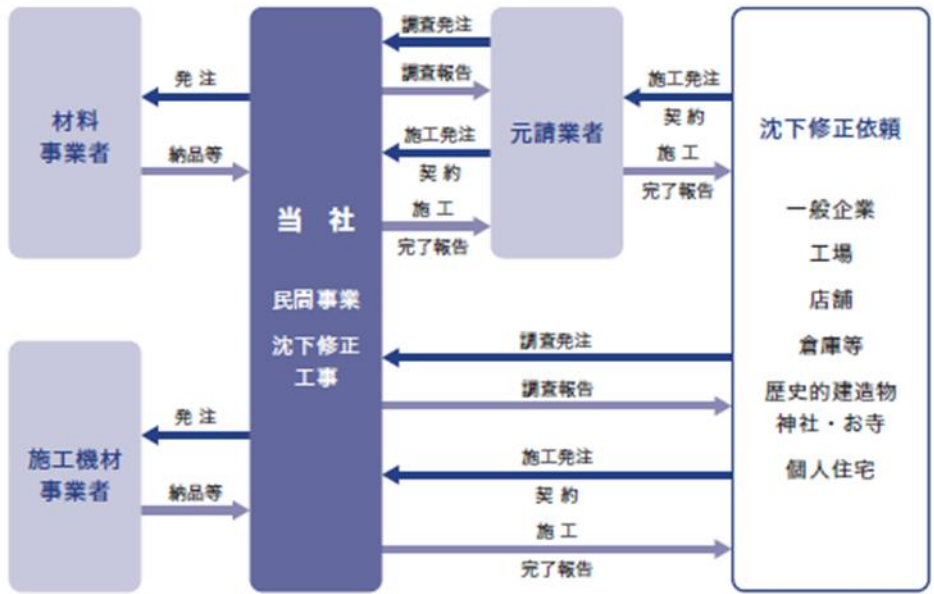 材料
事業者
発注
納品等
施工機材
事業者
発注
納品等
当 社
民間事業
沈下修正
工事
調査発注
調査報告
施工発注
契約
施工
完了報告
元請業者
施工発注
契約
施工
完了報告
調査発注
調査報告
施工発注
契約
施工
完了報告
沈下修正依頼
一般企業
工場
店舗
倉庫等
歴史的建造物
神社・お寺
個人住宅